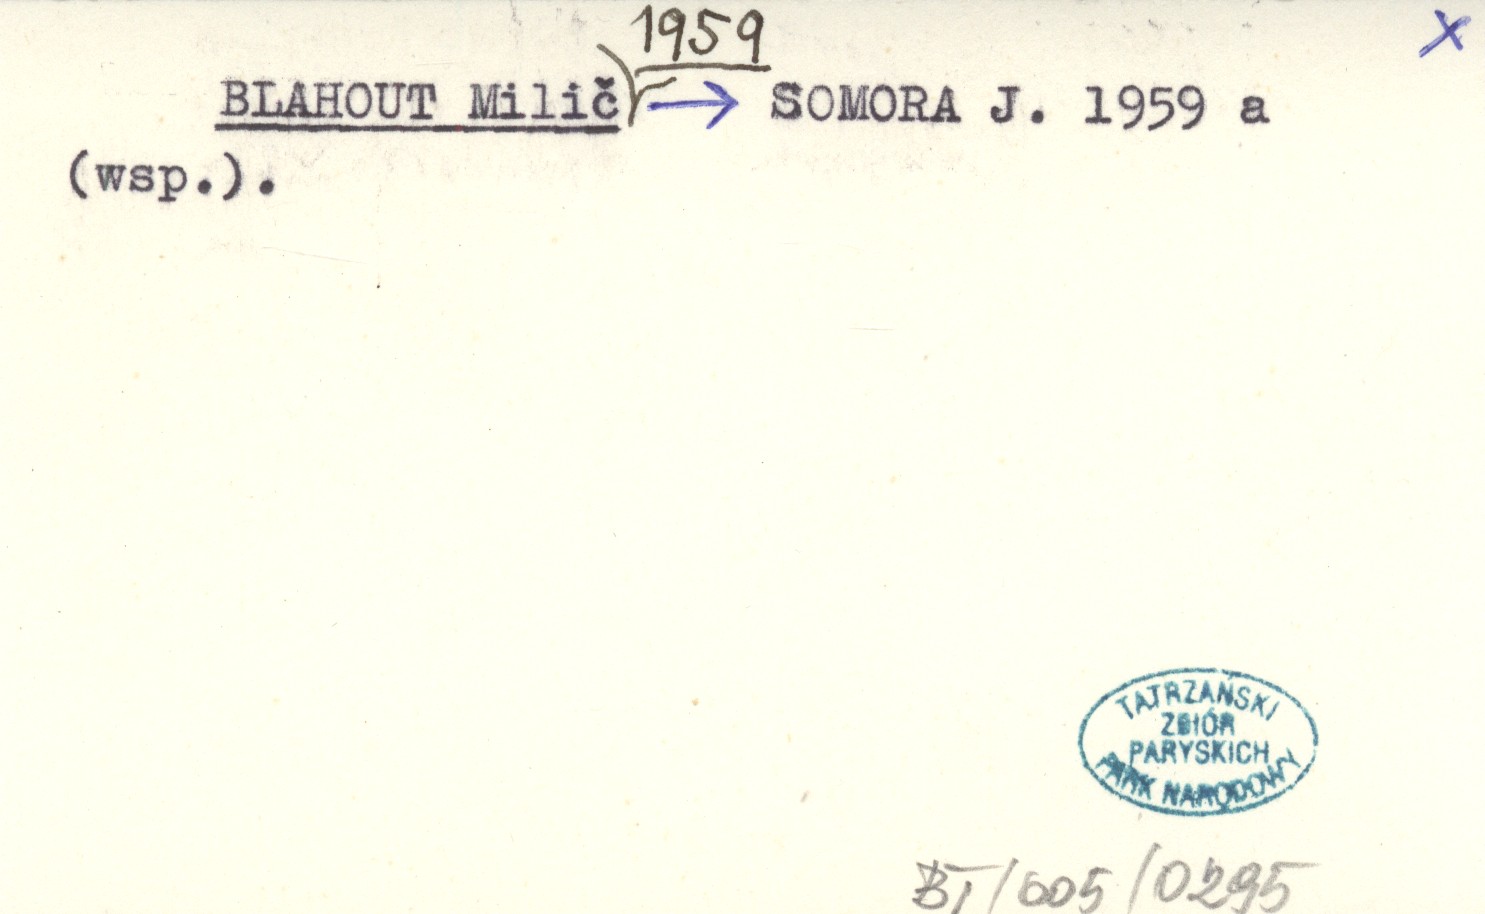 1959
x
BLAHOUT Milič → SOMORA J. 1959 a
(wsp.).
TATRZAŃSKI
ZBIÓR
PARYSKICH
PARK NARODOWY
BT/005/0295